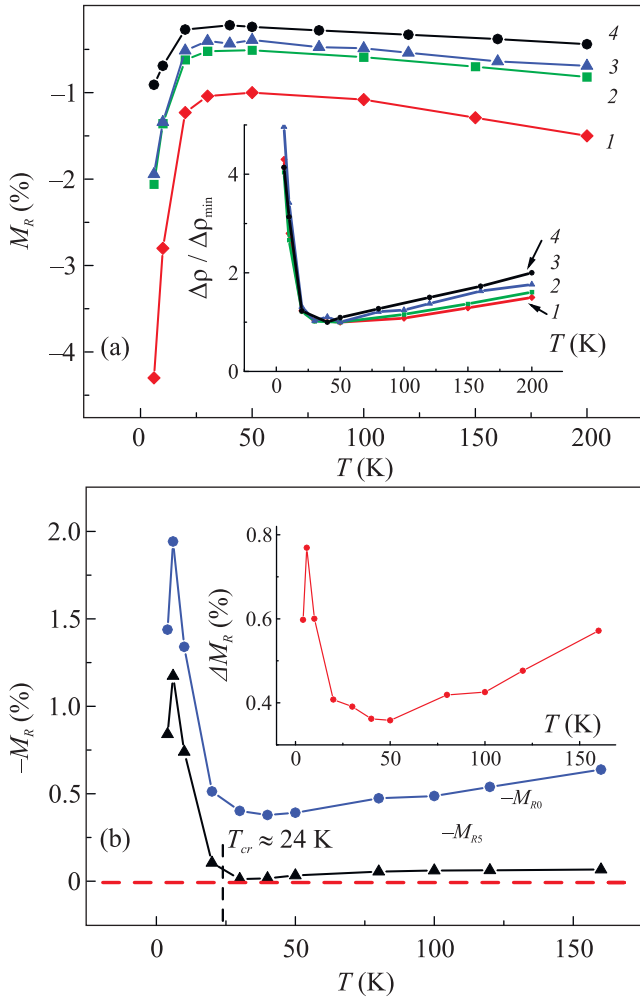 4
3
2
1
–1
–2
–3
–4
M_R (%)
(a)
4
2
0
Δρ / Δρ_min
4
3
2
1
T (K)
0 50 100 150 200
0 50 100 150 200
T (K)
2.0
1.5
1.0
0.5
0
–M_R (%)
(b)
0.8
0.6
0.4
ΔM_R (%)
T (K)
0 50 100 150
–M_R0
–M_R5
T_cr ≈ 24 K
0 50 100 150
T (K)